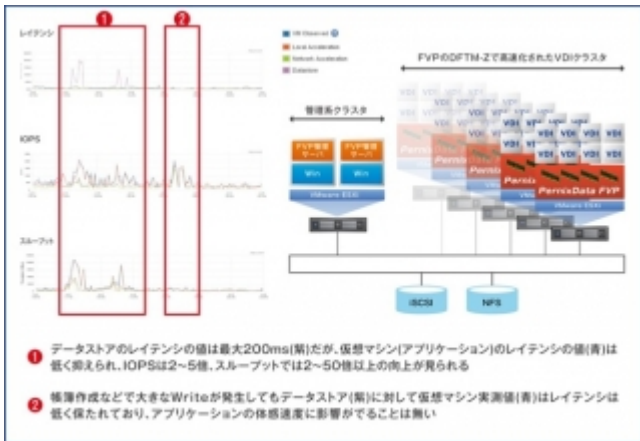 1
2
レイテンシ
IOPS
スループット
VM Observed
Local Acceleration
Network Acceleration
Datastore
FVPのDFTM-Zで高速化されたVDIクラスタ
管理系クラスタ
FVP管理
サーバ
FVP管理
サーバ
Win
Win
VMware ESXi
VDI
PernixData FVP
VMware ESXi
iSCSI
NFS
1 データストアのレイテンシの値は最大200ms(紫)だが、仮想マシン(アプリケーション)のレイテンシの値(青)は
低く抑えられ、IOPSは2~5倍、スループットでは2~50倍以上の向上が見られる
2 帳簿作成などで大きなWriteが発生してもデータストア(紫)に対して仮想マシン実測値(青)はレイテンシは
低く保たれており、アプリケーションの体感速度に影響がでることは無い